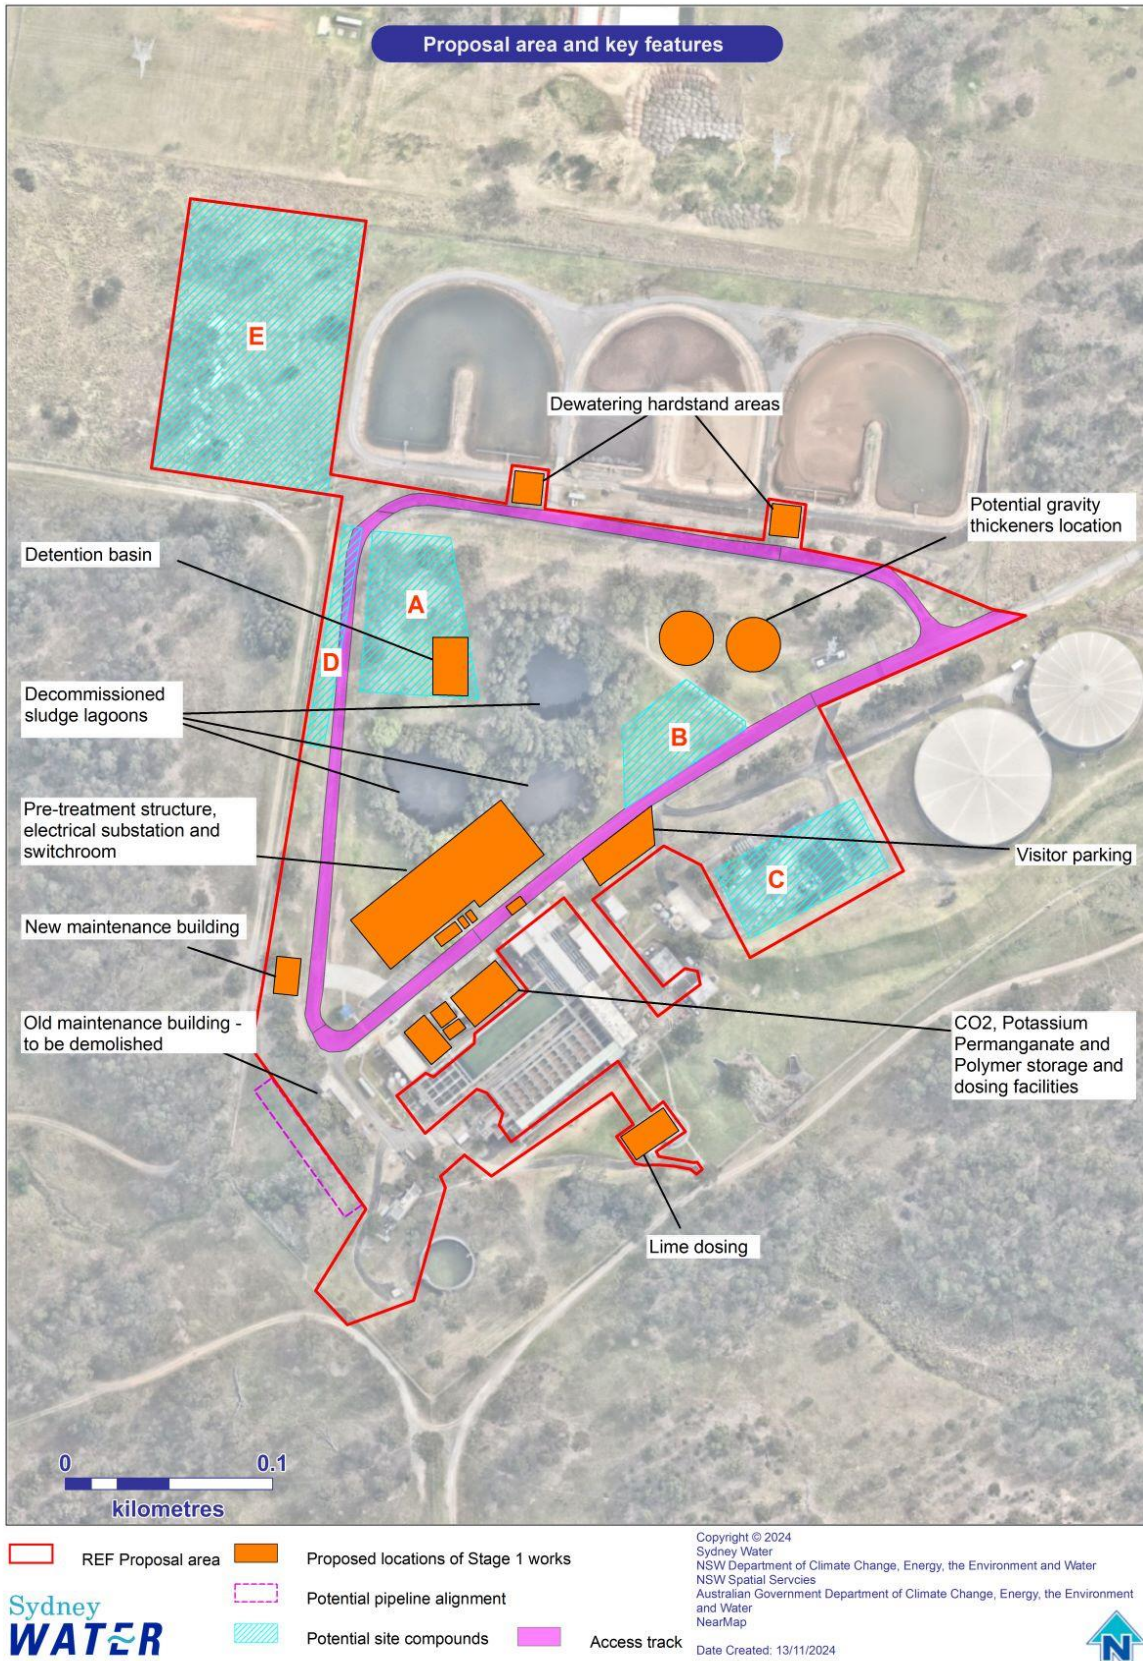 Proposal area and key features
E
Dewatering hardstand areas
Potential gravity
thickeners location
Detention basin
A
D
Decommissioned
sludge lagoons
B
Pre-treatment structure,
electrical substation and
switchroom
Visitor parking
C
New maintenance building
Old maintenance building -
to be demolished
CO2, Potassium
Permanganate and
Polymer storage and
dosing facilities
Lime dosing
0 0.1
kilometres
REF Proposal area
Proposed locations of Stage 1 works
Potential pipeline alignment
Potential site compounds
Access track
Sydney
WATER
Copyright © 2024
Sydney Water
NSW Department of Climate Change, Energy, the Environment and Water
NSW Spatial Servcies
Australian Government Department of Climate Change, Energy, the Environment
and Water
NearMap
Date Created: 13/11/2024
N